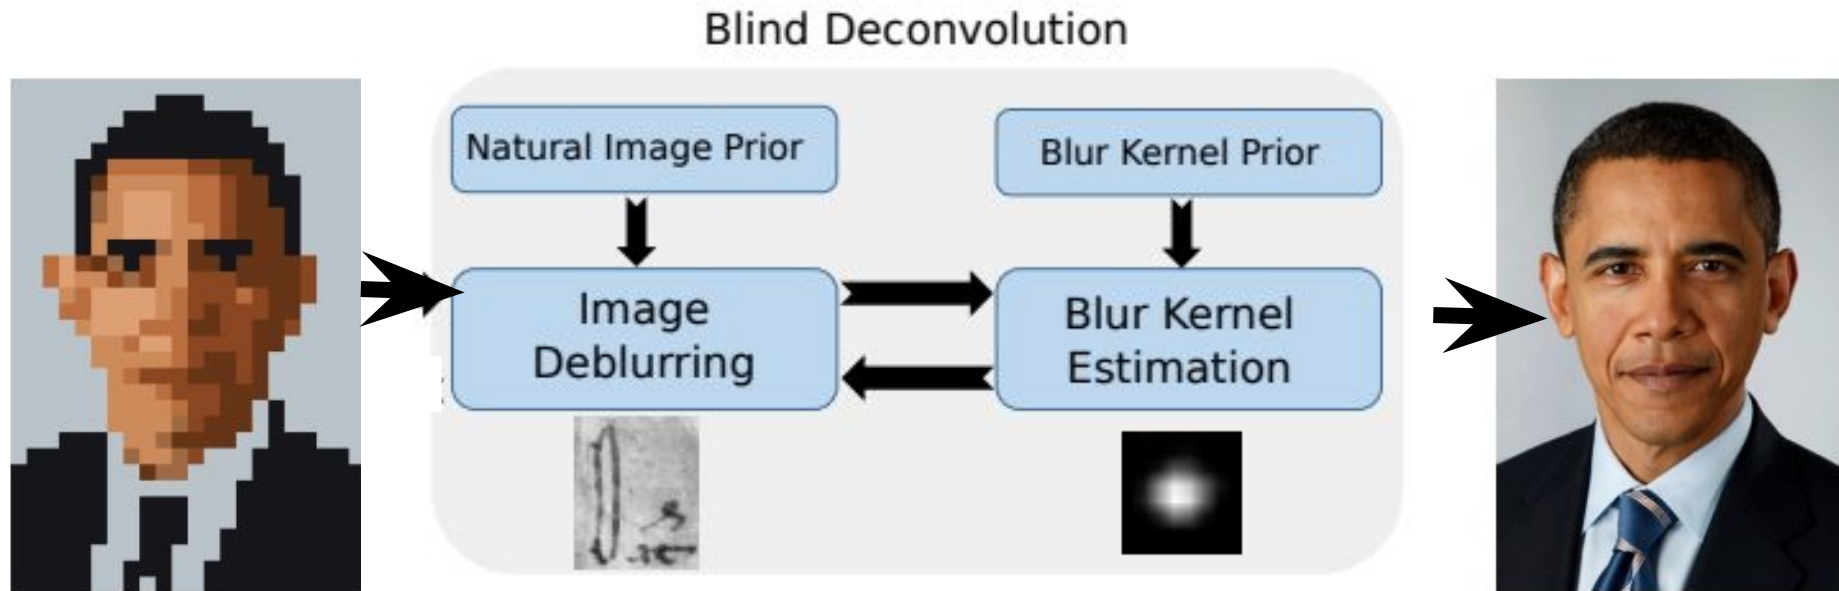 Blind Deconvolution
Natural Image Prior
Blur Kernel Prior
Image
Deblurring
Blur Kernel
Estimation